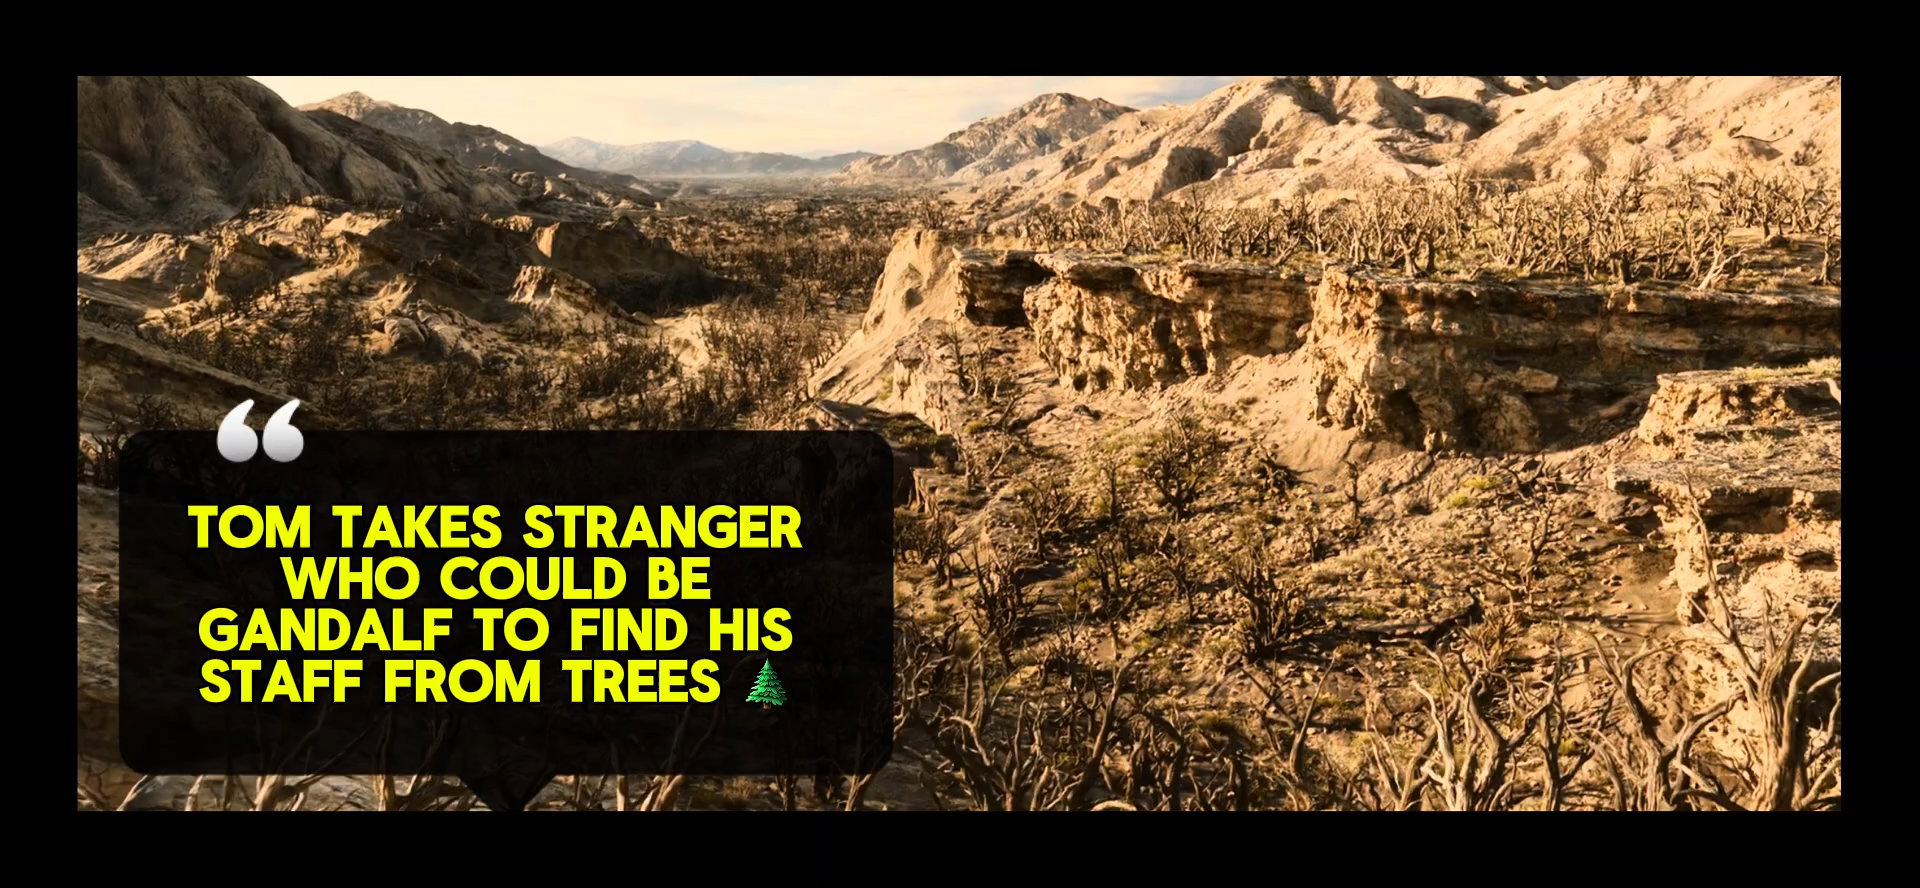 TOM TAKES STRANGER
WHO COULD BE
GANDALF TO FIND HIS
STAFF FROM TREES 🌲